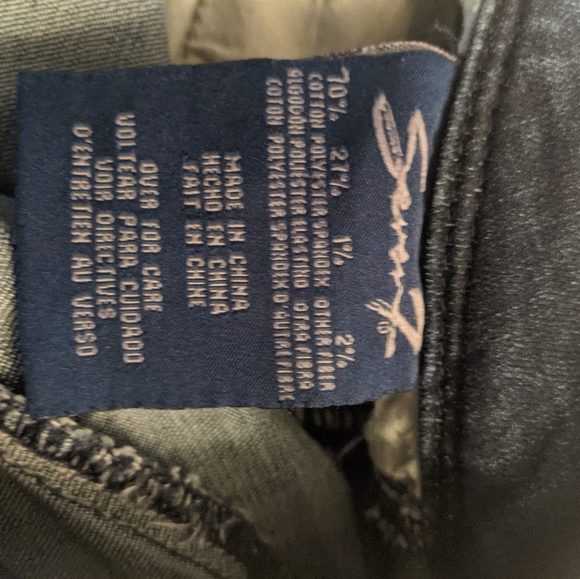 Seven7
70% 27% 1% 2%
COTTON POLYESTER SPANDEX OTHER FIBER
ALGODÓN POLIÉSTER ELASTANO OTRA FIBRA
COTON POLYESTER SPANDEX D'AUTRE FIBRE
MADE IN CHINA
HECHO EN CHINA
FAIT EN CHINE
OVER FOR CARE
VOLTEAR PARA CUIDADO
VOIR DIRECTIVES
D'ENTRETIEN AU VERSO